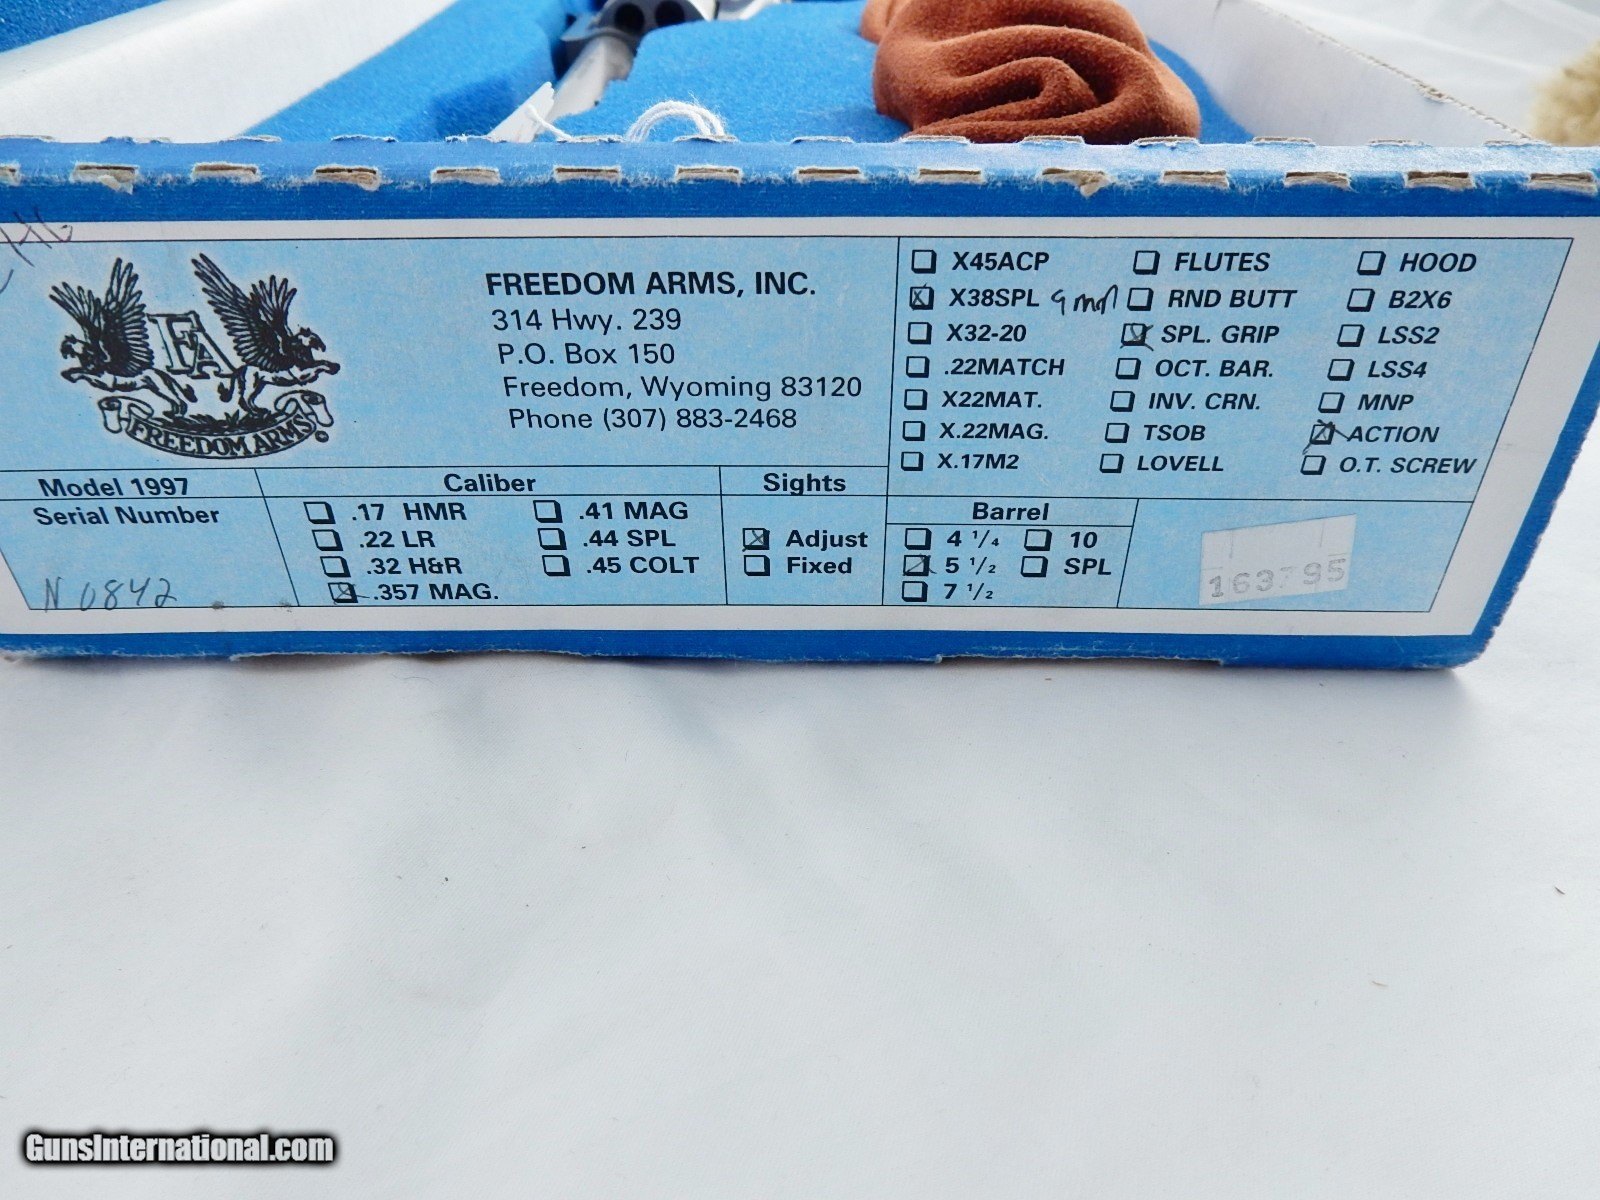 FREEDOM ARMS, INC.
314 Hwy. 239
P.O. Box 150
Freedom, Wyoming 83120
Phone (307) 883-2468
FA
FREEDOM ARMS
X45ACP
X38SPL 9mm
X32-20
.22MATCH
X22MAT.
X.22MAG.
X.17M2
FLUTES
RND BUTT
SPL. GRIP
OCT. BAR.
INV. CRN.
TSOB
LOVELL
HOOD
B2X6
LSS2
LSS4
MNP
ACTION
O.T. SCREW
Model 1997
Serial Number
N 0842
Caliber
.17 HMR
.22 LR
.32 H&R
.357 MAG.
.41 MAG
.44 SPL
.45 COLT
Sights
Adjust
Fixed
Barrel
4 1/4
5 1/2
7 1/2
10
SPL
163795
GunsInternational.com